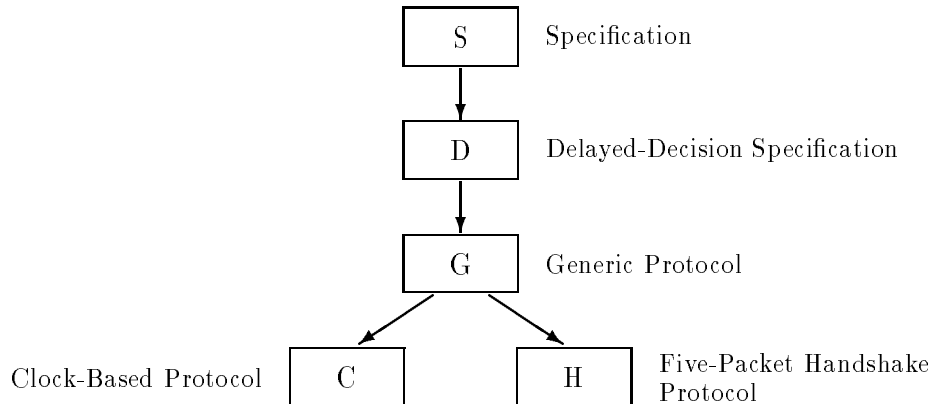 S Specification
D Delayed-Decision Specification
G Generic Protocol
Clock-Based Protocol C H Five-Packet Handshake
Protocol